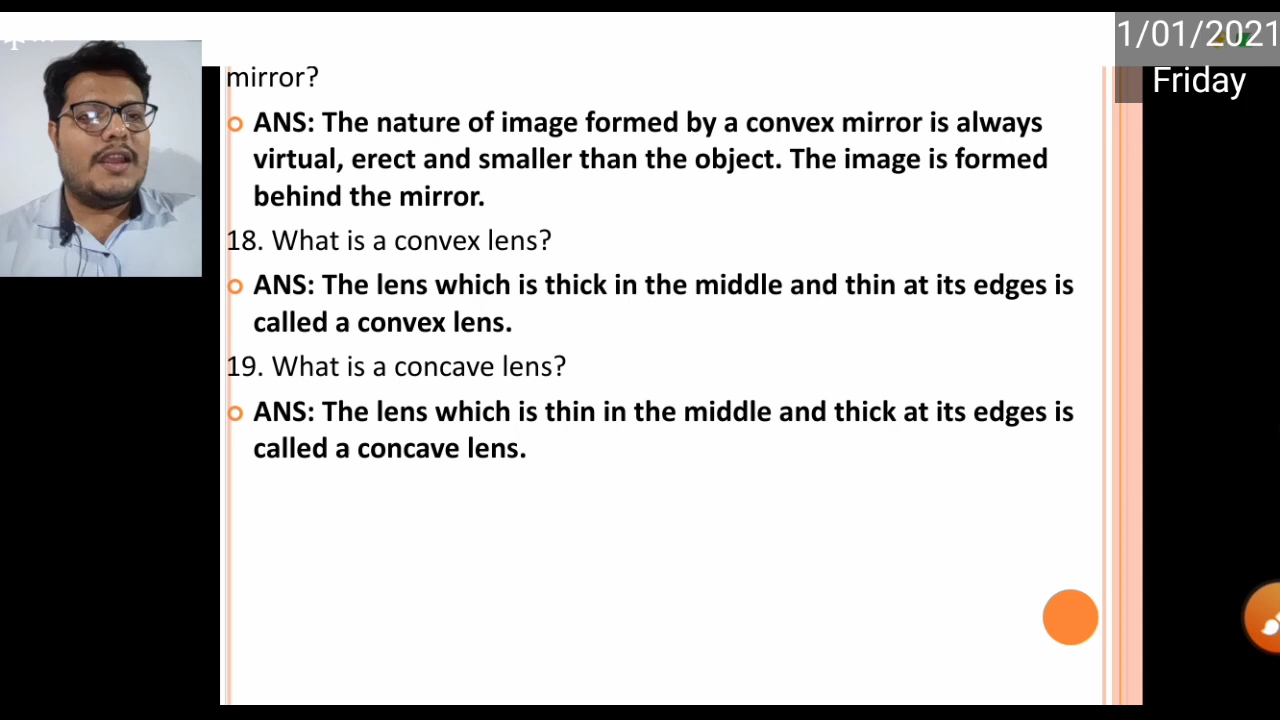 1/01/2021
Friday
mirror?
ANS: The nature of image formed by a convex mirror is always
virtual, erect and smaller than the object. The image is formed
behind the mirror.
18. What is a convex lens?
ANS: The lens which is thick in the middle and thin at its edges is
called a convex lens.
19. What is a concave lens?
ANS: The lens which is thin in the middle and thick at its edges is
called a concave lens.